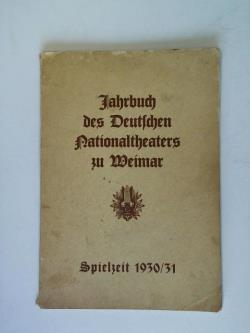 Jahrbuch
des Deutschen
Nationaltheaters
zu Weimar
Spielzeit 1930/31